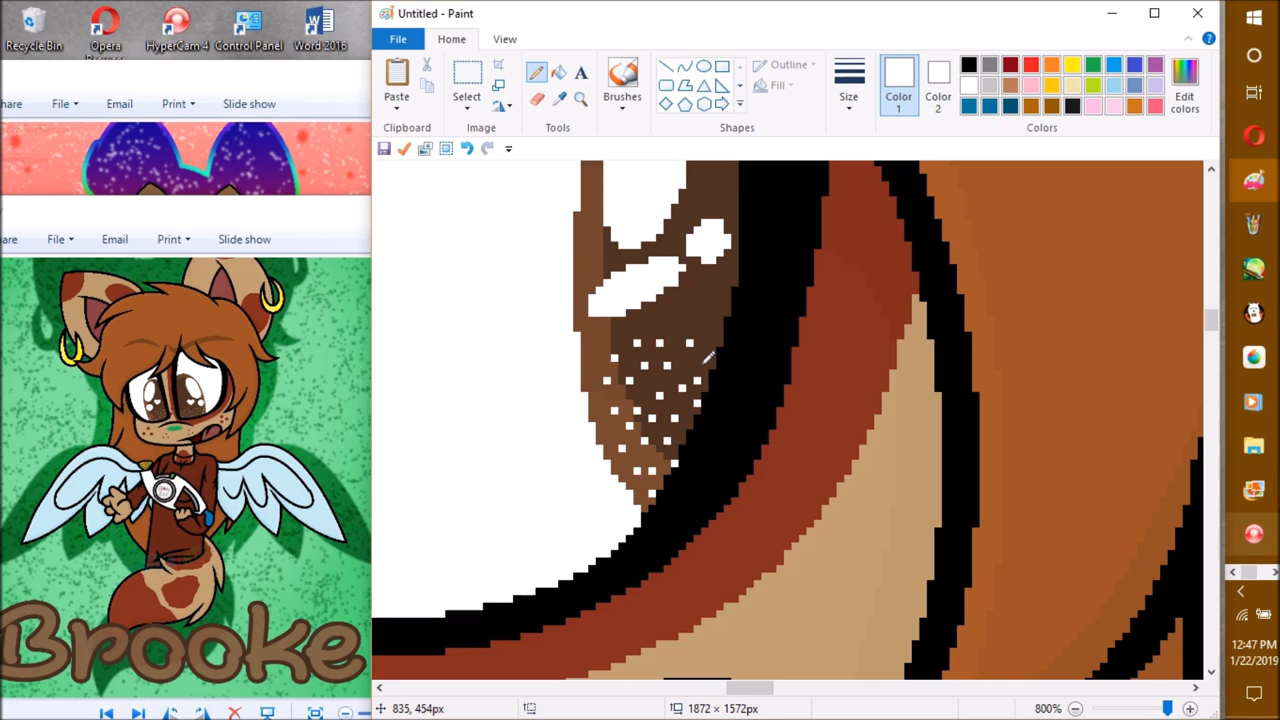 Recycle Bin
Opera
HyperCam 4
Control Panel
Word 2016
Untitled - Paint
File
Home
View
Paste
Select
Brushes
Outline
Fill
Size
Color
1
Color
2
Edit
colors
Clipboard
Image
Tools
Shapes
Colors
hare
File
Email
Print
Slide show
are
File
Email
Print
Slide show
Brooke
835, 454px
1872 × 1572px
800%
12:47 PM
1/22/2019